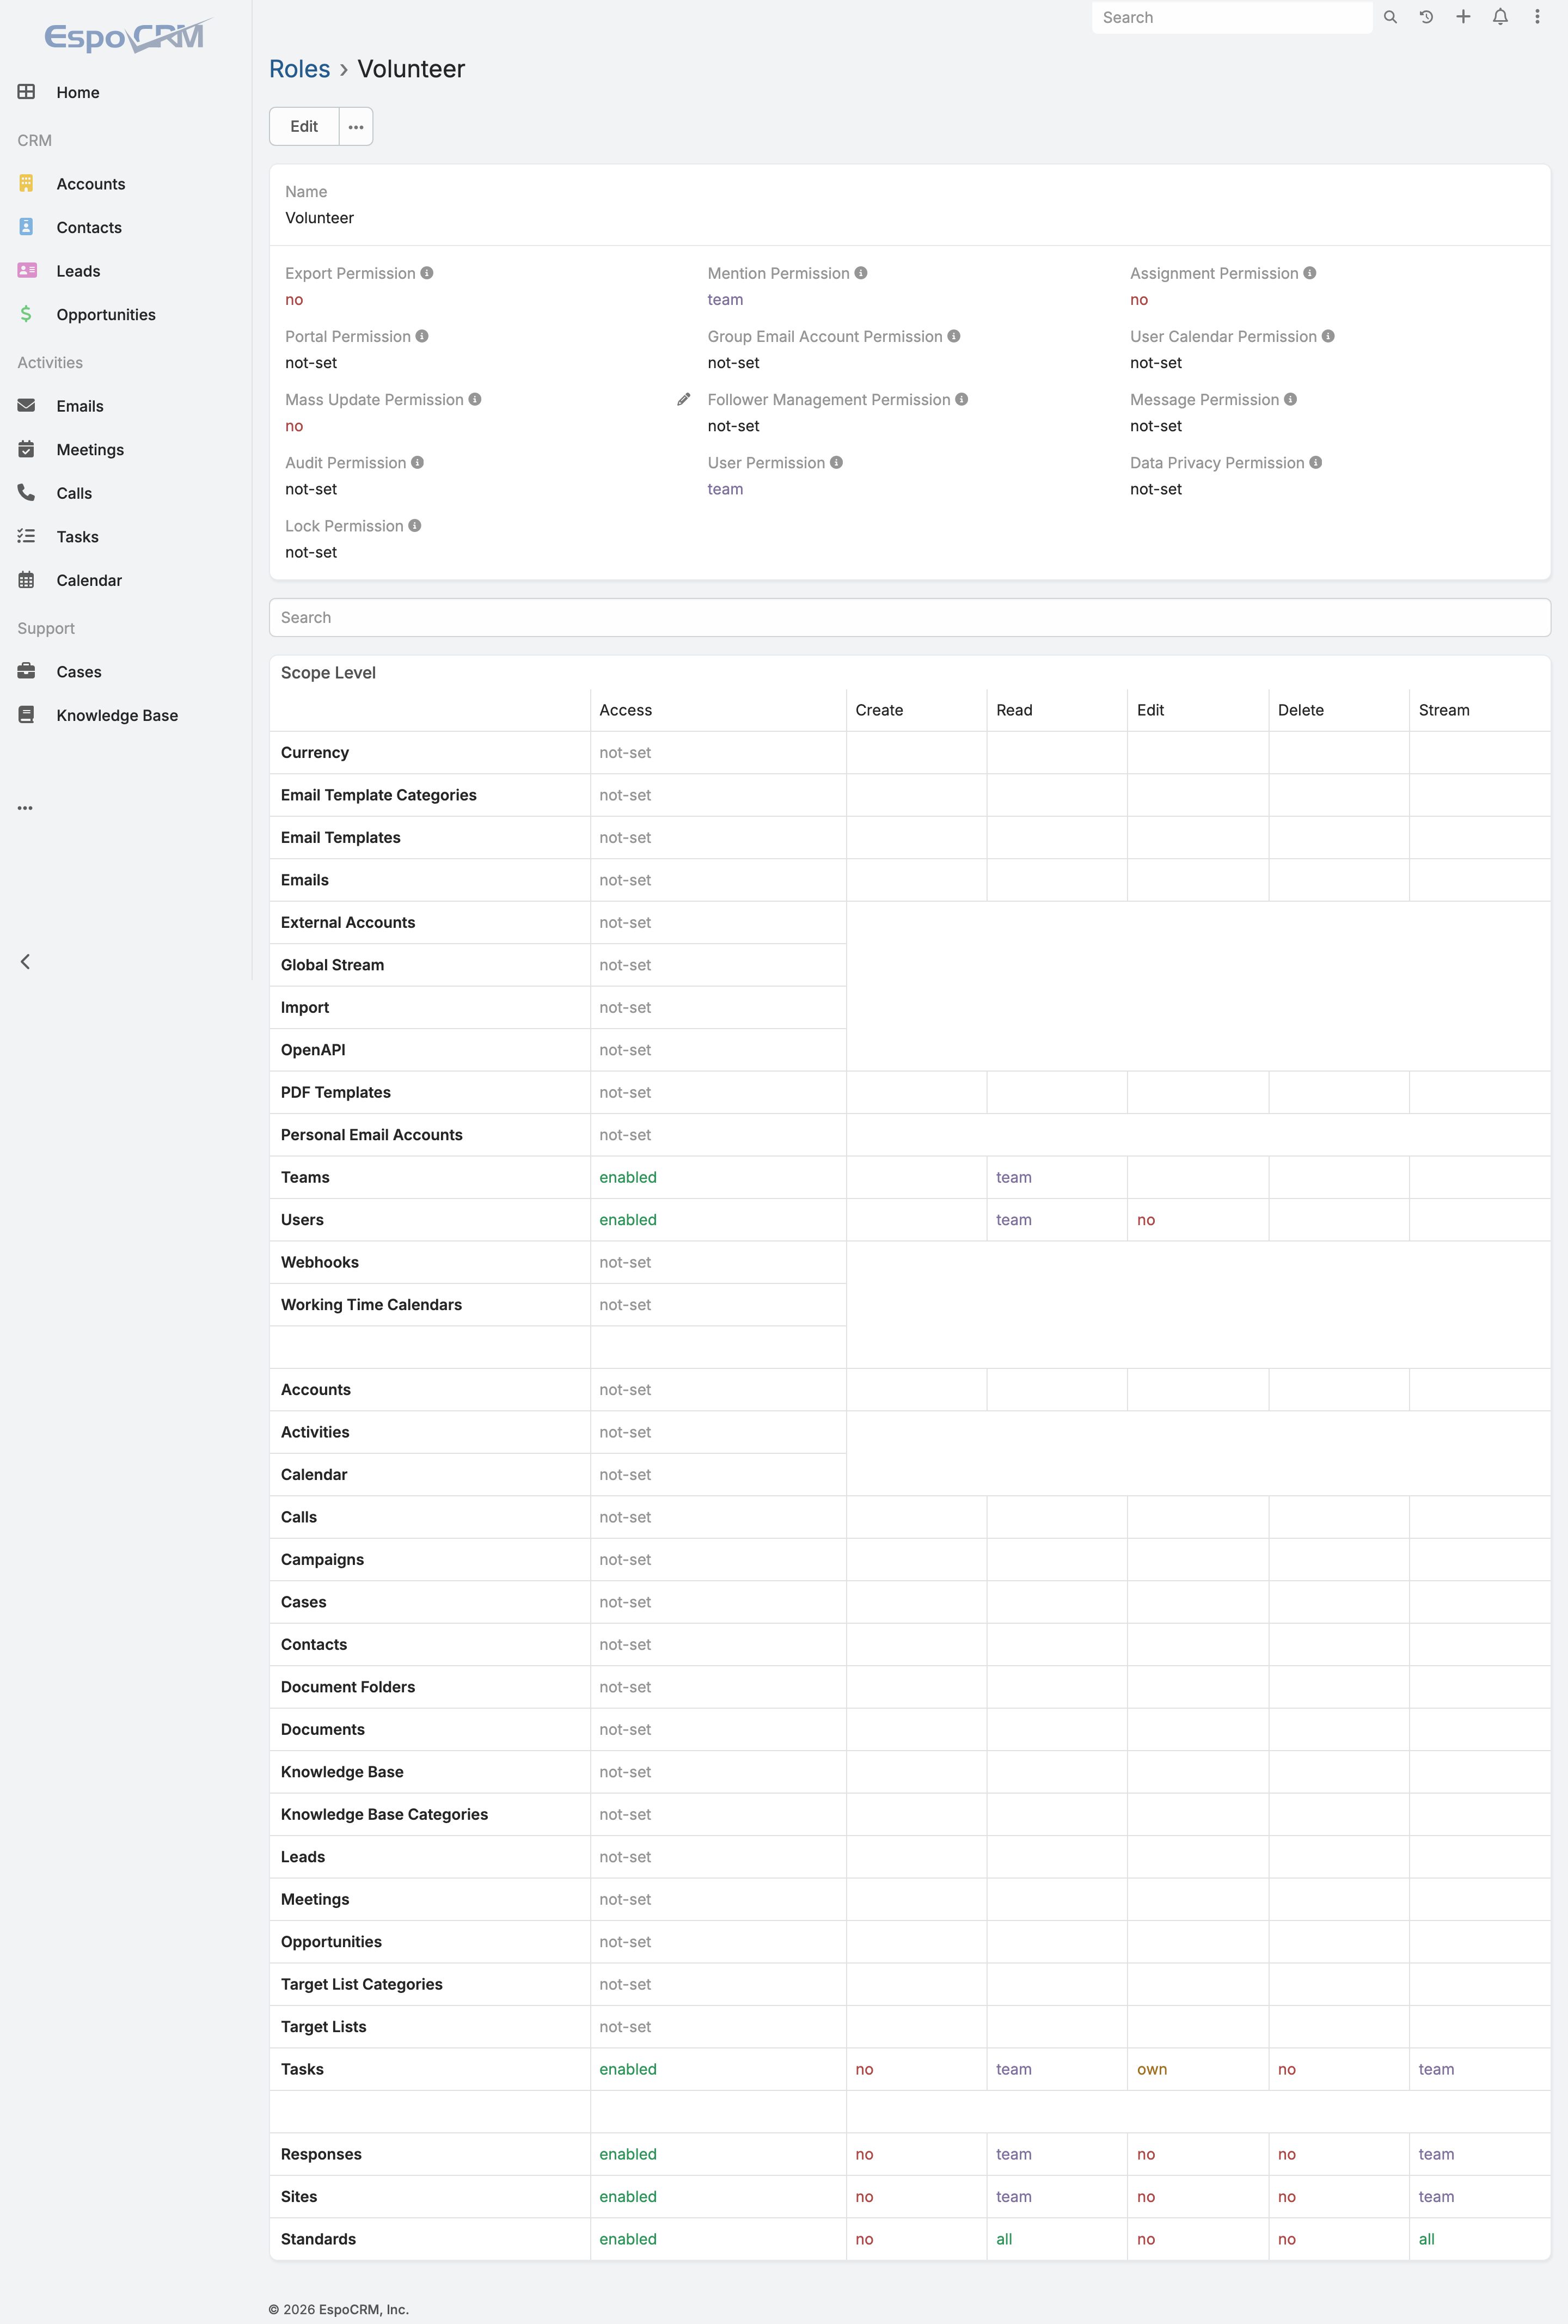 EspoCRM
Search
Home
CRM
Accounts
Contacts
Leads
Opportunities
Activities
Emails
Meetings
Calls
Tasks
Calendar
Support
Cases
Knowledge Base
Roles › Volunteer
Edit
Name
Volunteer
Export Permission Mention Permission Assignment Permission
no team no
Portal Permission Group Email Account Permission User Calendar Permission
not-set not-set not-set
Mass Update Permission Follower Management Permission Message Permission
no not-set not-set
Audit Permission User Permission Data Privacy Permission
not-set team not-set
Lock Permission
not-set
Search
Scope Level
Access Create Read Edit Delete Stream
Currency not-set
Email Template Categories not-set
Email Templates not-set
Emails not-set
External Accounts not-set
Global Stream not-set
Import not-set
OpenAPI not-set
PDF Templates not-set
Personal Email Accounts not-set
Teams enabled team
Users enabled team no
Webhooks not-set
Working Time Calendars not-set
Accounts not-set
Activities not-set
Calendar not-set
Calls not-set
Campaigns not-set
Cases not-set
Contacts not-set
Document Folders not-set
Documents not-set
Knowledge Base not-set
Knowledge Base Categories not-set
Leads not-set
Meetings not-set
Opportunities not-set
Target List Categories not-set
Target Lists not-set
Tasks enabled no team own no team
Responses enabled no team no no team
Sites enabled no team no no team
Standards enabled no all no no all
© 2026 EspoCRM, Inc.